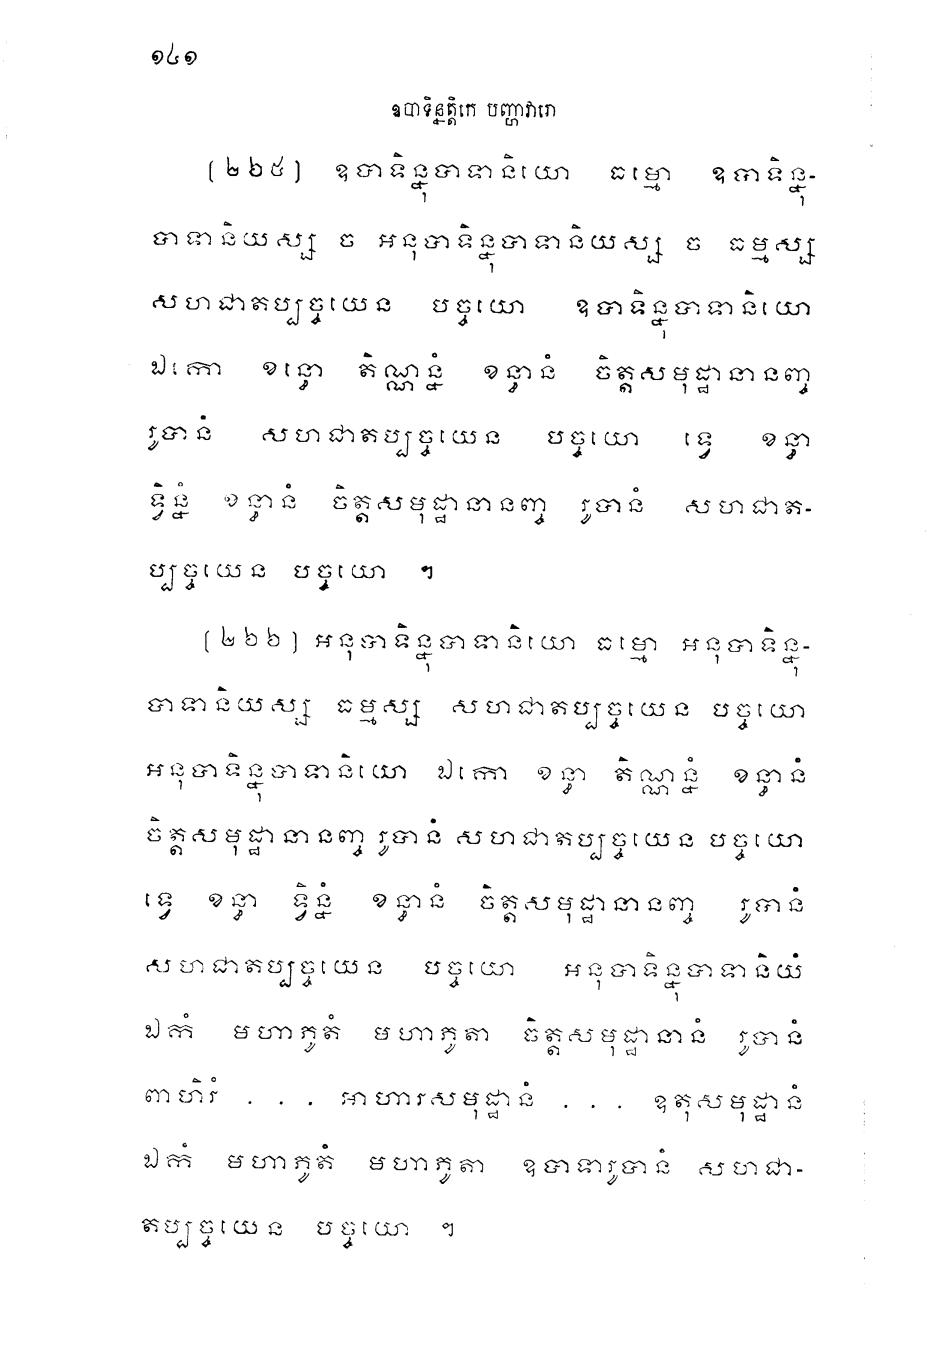 ១៤១
ឧបាទិន្នត្តិកេ បញ្ហាវារោ
(២២៥) ឧបាទិន្នុបាទានិយោ ធម្មោ ឧបាទិន្នុ-
បាទានិយស្ស ច អនុបាទិន្នុបាទានិយស្ស ច ធម្មស្ស
សហជាតប្បច្ចយេន បច្ចយោ ឧបាទិន្នុបាទានិយោ
ឯកោ ខន្ធោ តិណ្ណន្នំ ខន្ធានំ ចិត្តសមុដ្ឋានានញ្ច
រូបានំ សហជាតប្បច្ចយេន បច្ចយោ ទ្វេ ខន្ធា
ទ្វិន្នំ ខន្ធានំ ចិត្តសមុដ្ឋានានញ្ច រូបានំ សហជាត-
ប្បច្ចយេន បច្ចយោ ។
(២២៦) អនុបាទិន្នុបាទានិយោ ធម្មោ អនុបាទិន្នុ-
បាទានិយស្ស ធម្មស្ស សហជាតប្បច្ចយេន បច្ចយោ
អនុបាទិន្នុបាទានិយោ ឯកោ ខន្ធា តិណ្ណន្នំ ខន្ធានំ
ចិត្តសមុដ្ឋានានញ្ច រូបានំ សហជាតប្បច្ចយេន បច្ចយោ
ទ្វេ ខន្ធា ទ្វិន្នំ ខន្ធានំ ចិត្តសមុដ្ឋានានញ្ច រូបានំ
សហជាតប្បច្ចយេន បច្ចយោ អនុបាទិន្នុបាទានិយំ
ឯកំ មហាភូតំ មហាភូតា ចិត្តសមុដ្ឋានានំ រូបានំ
ពាហិរំ . . . អាហារសមុដ្ឋានំ . . . ឧតុសមុដ្ឋានំ
ឯកំ មហាភូតំ មហាភូតា ឧបាទារូបានំ សហជា-
តប្បច្ចយេន បច្ចយោ ។